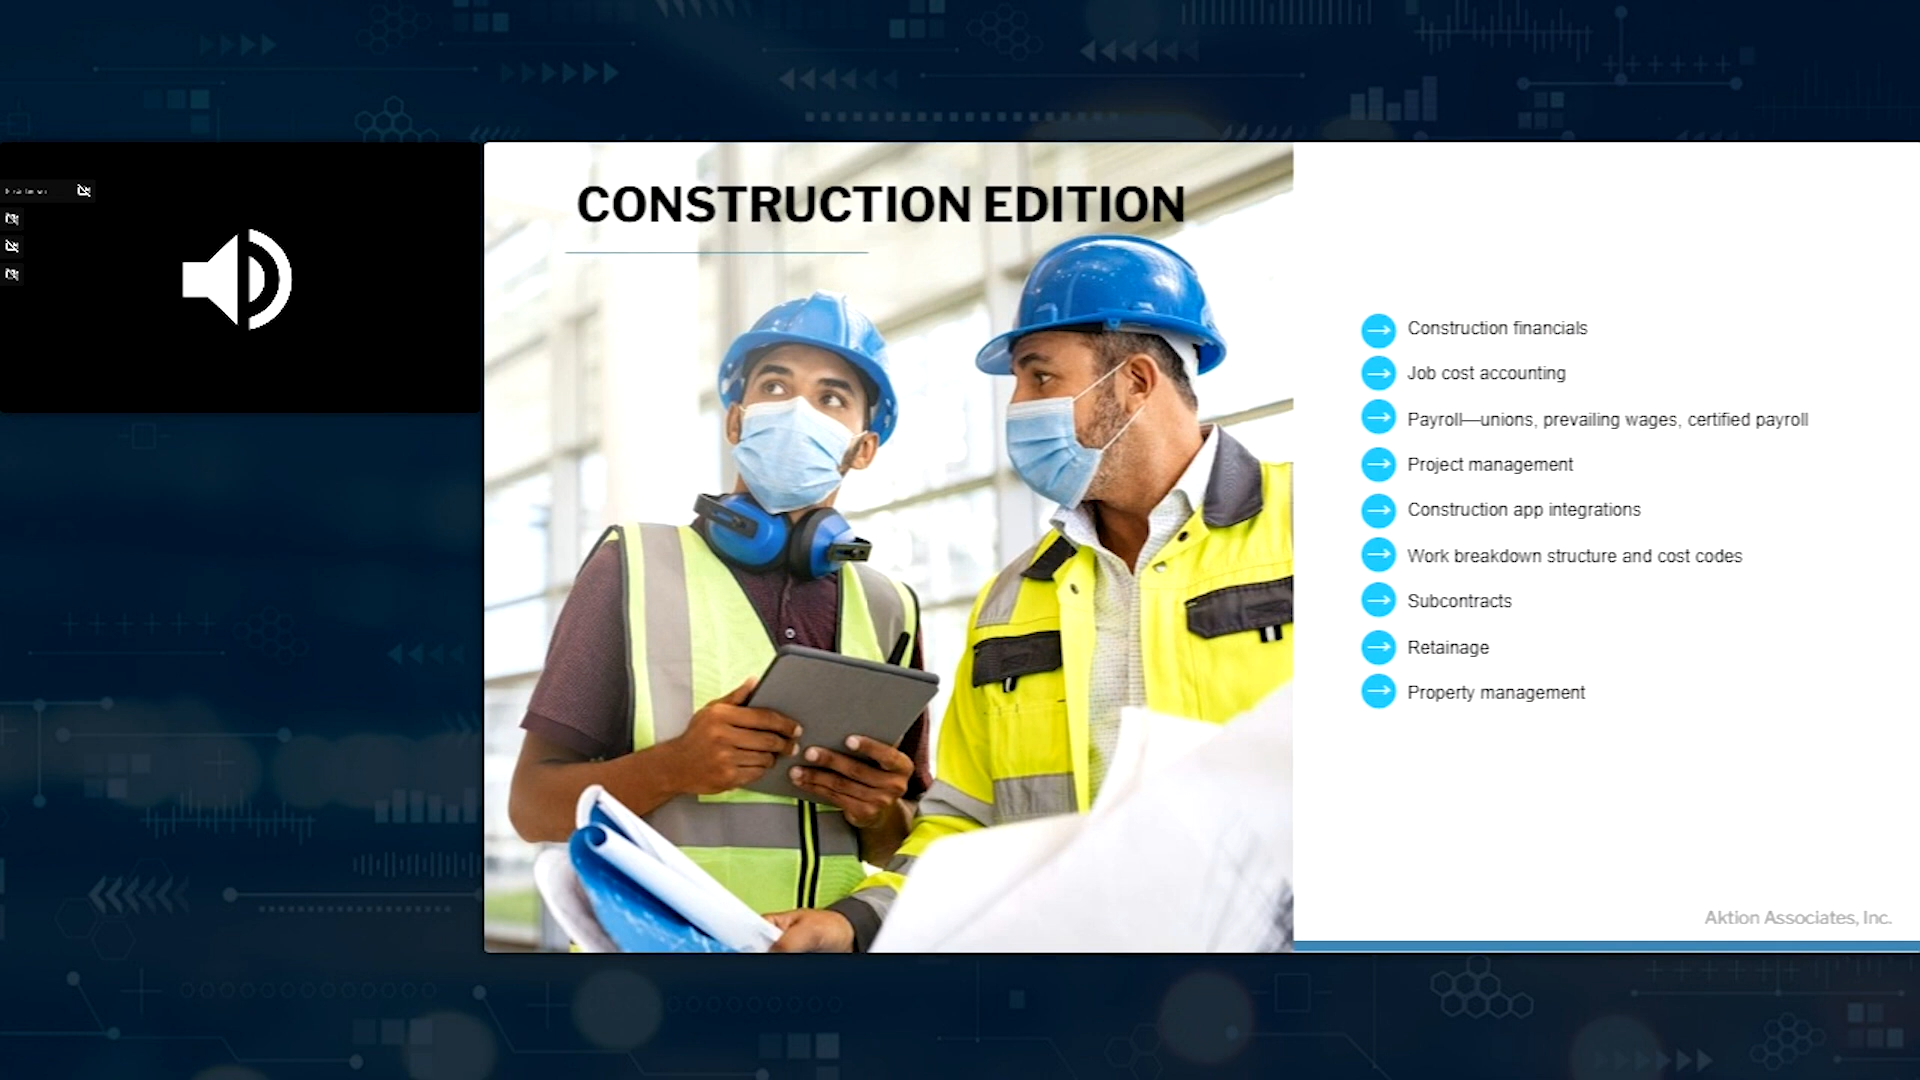 CONSTRUCTION EDITION
Construction financials
Job cost accounting
Payroll—unions, prevailing wages, certified payroll
Project management
Construction app integrations
Work breakdown structure and cost codes
Subcontracts
Retainage
Property management
Aktion Associates, Inc.